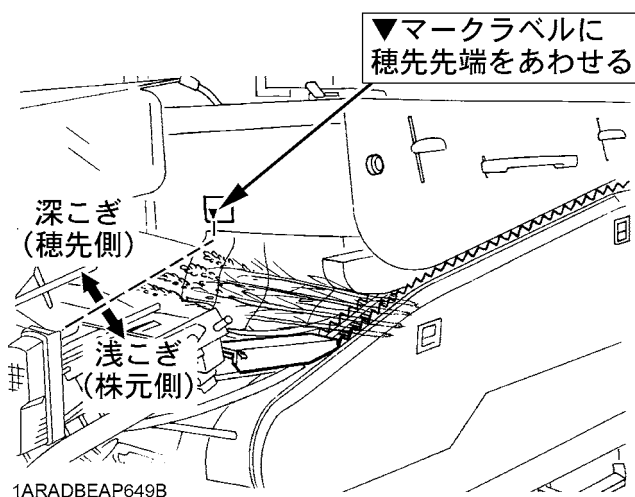 ▼マークラベルに
穂先先端をあわせる
深こぎ
(穂先側)
浅こぎ
(株元側)
1ARADBEAP649B